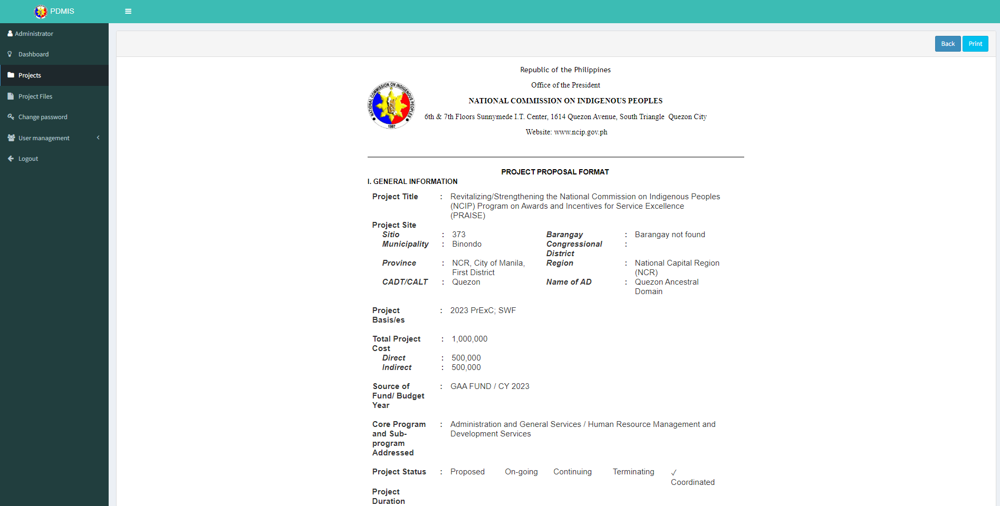 PDMIS
Administrator
Dashboard
Projects
Project Files
Change password
User management
Logout
Back Print
Republic of the Philippines
Office of the President
NATIONAL COMMISSION ON INDIGENOUS PEOPLES
6th & 7th Floors Sunnymede I.T. Center, 1614 Quezon Avenue, South Triangle  Quezon City
Website: www.ncip.gov.ph
NATIONAL COMMISSION ON INDIGENOUS PEOPLES
1997
PROJECT PROPOSAL FORMAT
I. GENERAL INFORMATION
Project Title : Revitalizing/Strengthening the National Commission on Indigenous Peoples
(NCIP) Program on Awards and Incentives for Service Excellence
(PRAISE)
Project Site
Sitio : 373 Barangay : Barangay not found
Municipality : Binondo Congressional :
District
Province : NCR, City of Manila, Region : National Capital Region
First District (NCR)
CADT/CALT : Quezon Name of AD : Quezon Ancestral
Domain
Project : 2023 PrExC; SWF
Basis/es
Total Project : 1,000,000
Cost
Direct : 500,000
Indirect : 500,000
Source of : GAA FUND / CY 2023
Fund/ Budget
Year
Core Program : Administration and General Services / Human Resource Management and
and Sub- Development Services
program
Addressed
Project Status : Proposed On-going Continuing Terminating ✓
Coordinated
Project
Duration